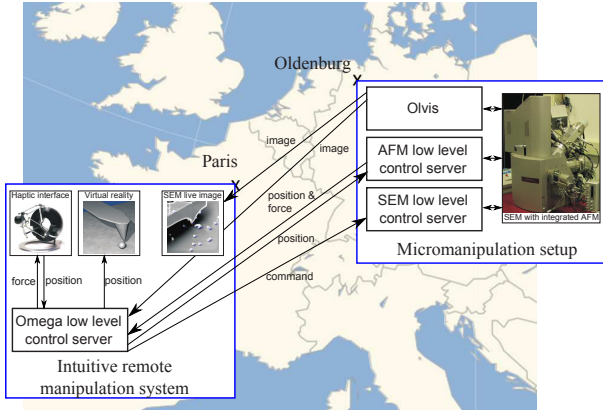 Oldenburg
X
Olvis
image
image
AFM low level
control server
Paris
X
Haptic interface
Virtual reality
SEM live image
position &
force
SEM low level
control server
SEM with integrated AFM
position
Micromanipulation setup
force
position
position
command
Omega low level
control server
Intuitive remote
manipulation system